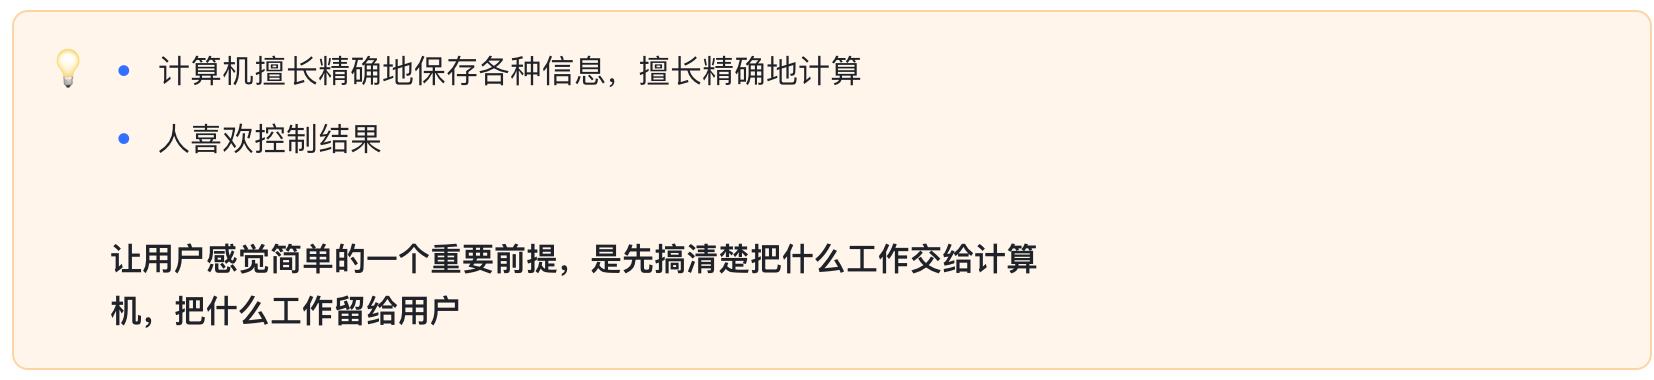 计算机擅长精确地保存各种信息，擅长精确地计算
人喜欢控制结果
让用户感觉简单的一个重要前提，是先搞清楚把什么工作交给计算
机，把什么工作留给用户